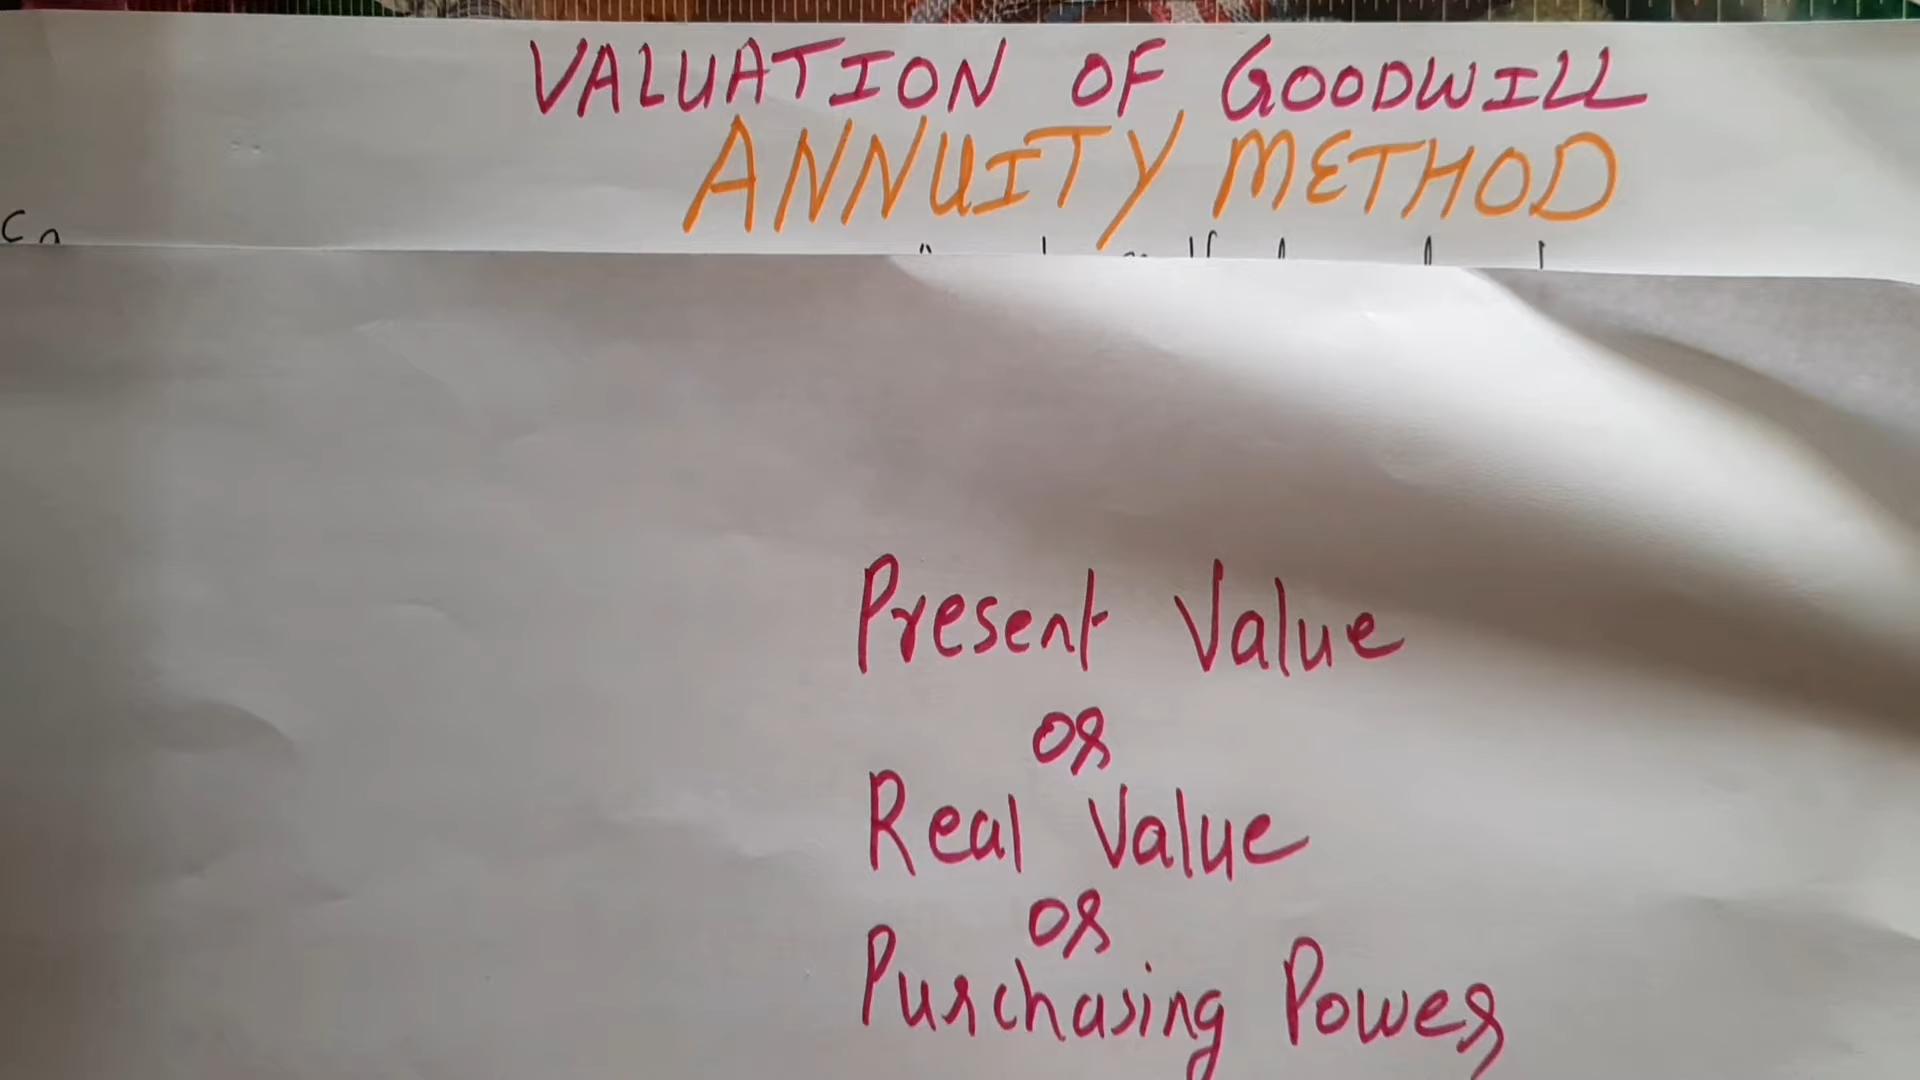 VALUATION OF GOODWILL
ANNUITY METHOD
Present Value
or
Real Value
or
Purchasing Power